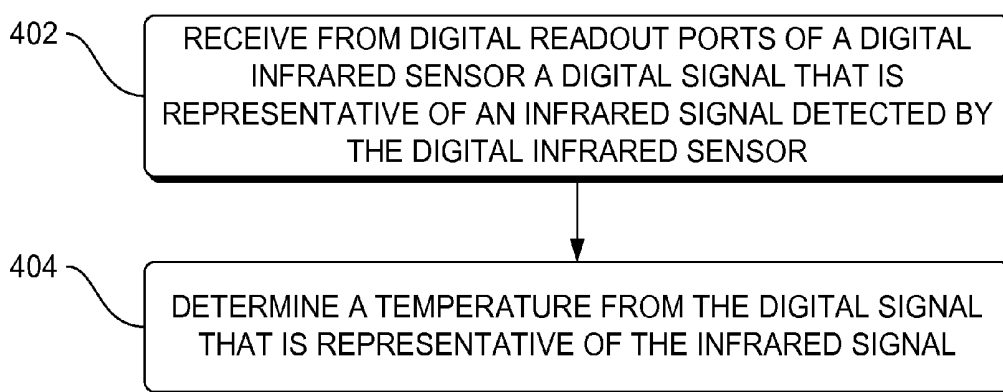 402
RECEIVE FROM DIGITAL READOUT PORTS OF A DIGITAL
INFRARED SENSOR A DIGITAL SIGNAL THAT IS
REPRESENTATIVE OF AN INFRARED SIGNAL DETECTED BY
THE DIGITAL INFRARED SENSOR
404
DETERMINE A TEMPERATURE FROM THE DIGITAL SIGNAL
THAT IS REPRESENTATIVE OF THE INFRARED SIGNAL